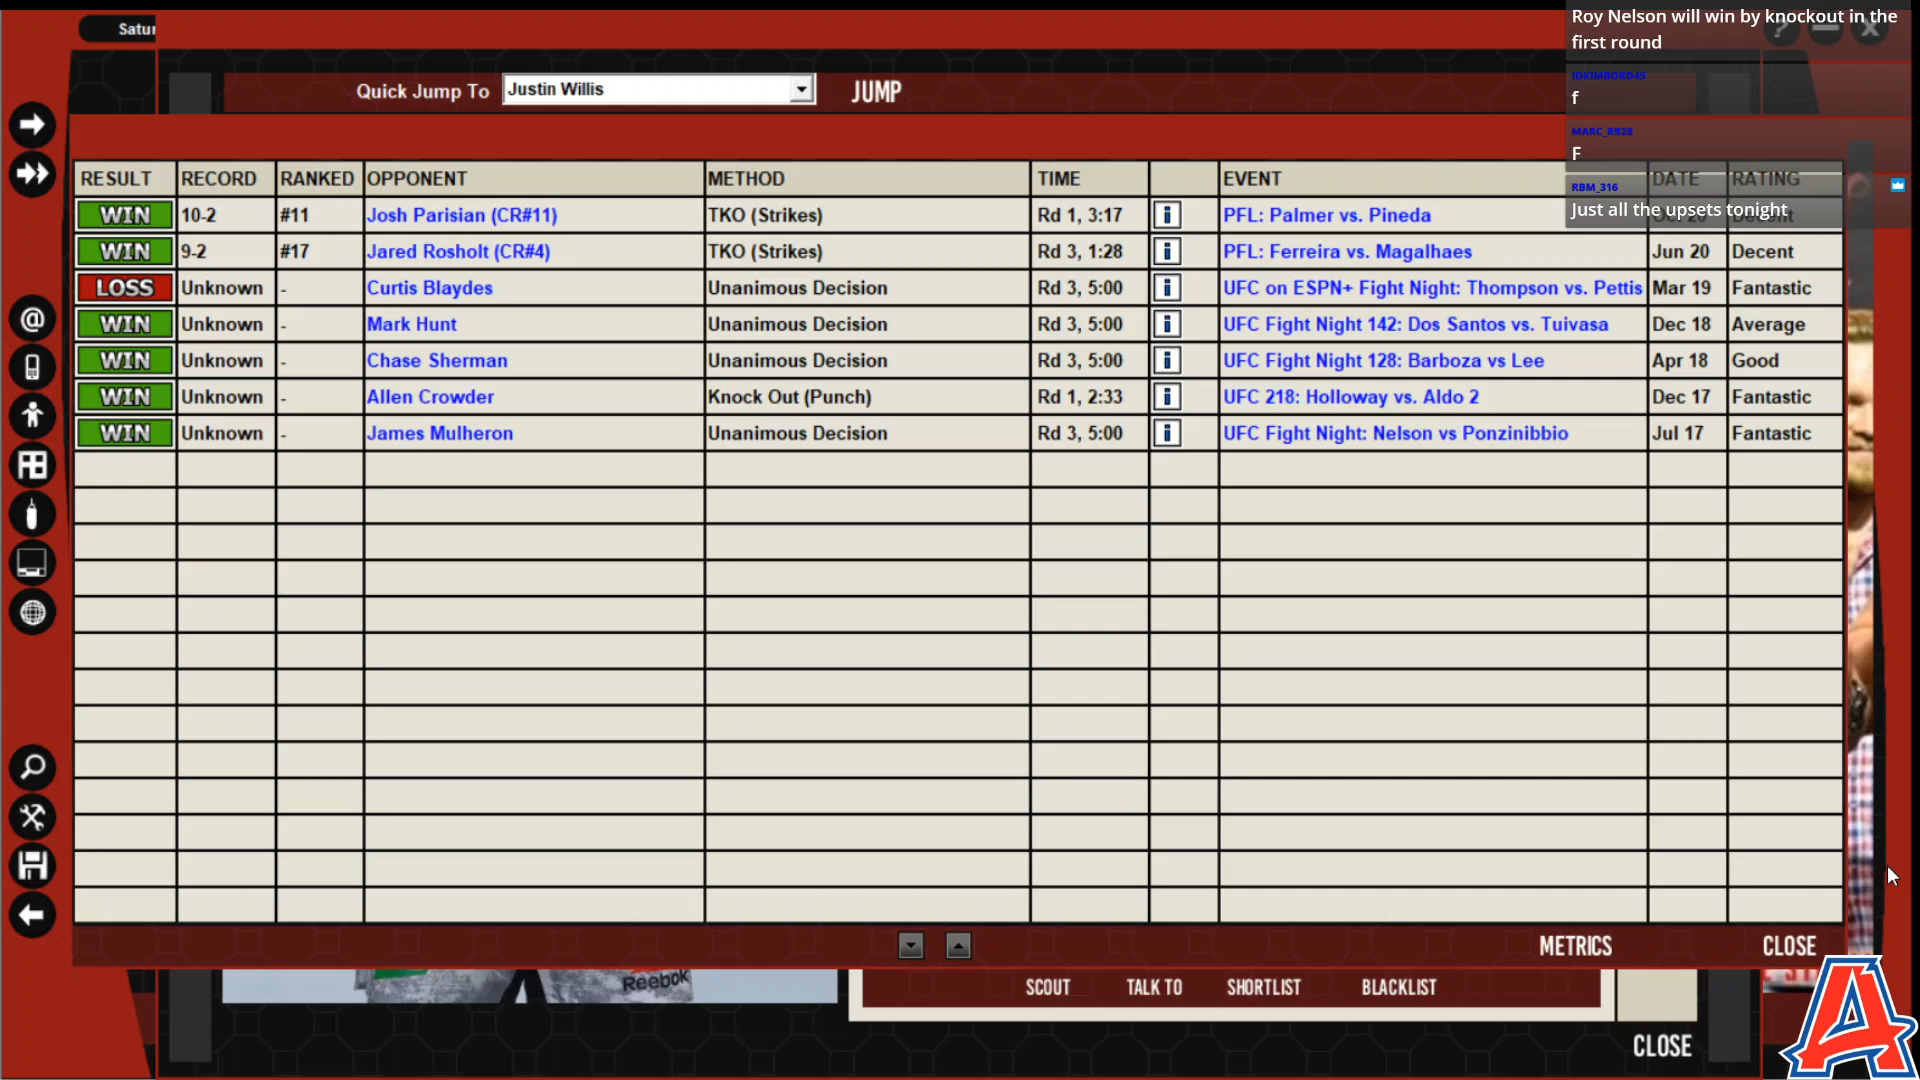 Satur
Roy Nelson will win by knockout in the
first round
IDKIMBORD45
f
MARC_RB28
F
RBM_316
Just all the upsets tonight
Quick Jump To Justin Willis JUMP
RESULT RECORD RANKED OPPONENT METHOD TIME EVENT DATE RATING
WIN 10-2 #11 Josh Parisian (CR#11) TKO (Strikes) Rd 1, 3:17 i PFL: Palmer vs. Pineda
WIN 9-2 #17 Jared Rosholt (CR#4) TKO (Strikes) Rd 3, 1:28 i PFL: Ferreira vs. Magalhaes Jun 20 Decent
LOSS Unknown - Curtis Blaydes Unanimous Decision Rd 3, 5:00 i UFC on ESPN+ Fight Night: Thompson vs. Pettis Mar 19 Fantastic
WIN Unknown - Mark Hunt Unanimous Decision Rd 3, 5:00 i UFC Fight Night 142: Dos Santos vs. Tuivasa Dec 18 Average
WIN Unknown - Chase Sherman Unanimous Decision Rd 3, 5:00 i UFC Fight Night 128: Barboza vs Lee Apr 18 Good
WIN Unknown - Allen Crowder Knock Out (Punch) Rd 1, 2:33 i UFC 218: Holloway vs. Aldo 2 Dec 17 Fantastic
WIN Unknown - James Mulheron Unanimous Decision Rd 3, 5:00 i UFC Fight Night: Nelson vs Ponzinibbio Jul 17 Fantastic
METRICS CLOSE
Reebok
SCOUT TALK TO SHORTLIST BLACKLIST
CLOSE
A